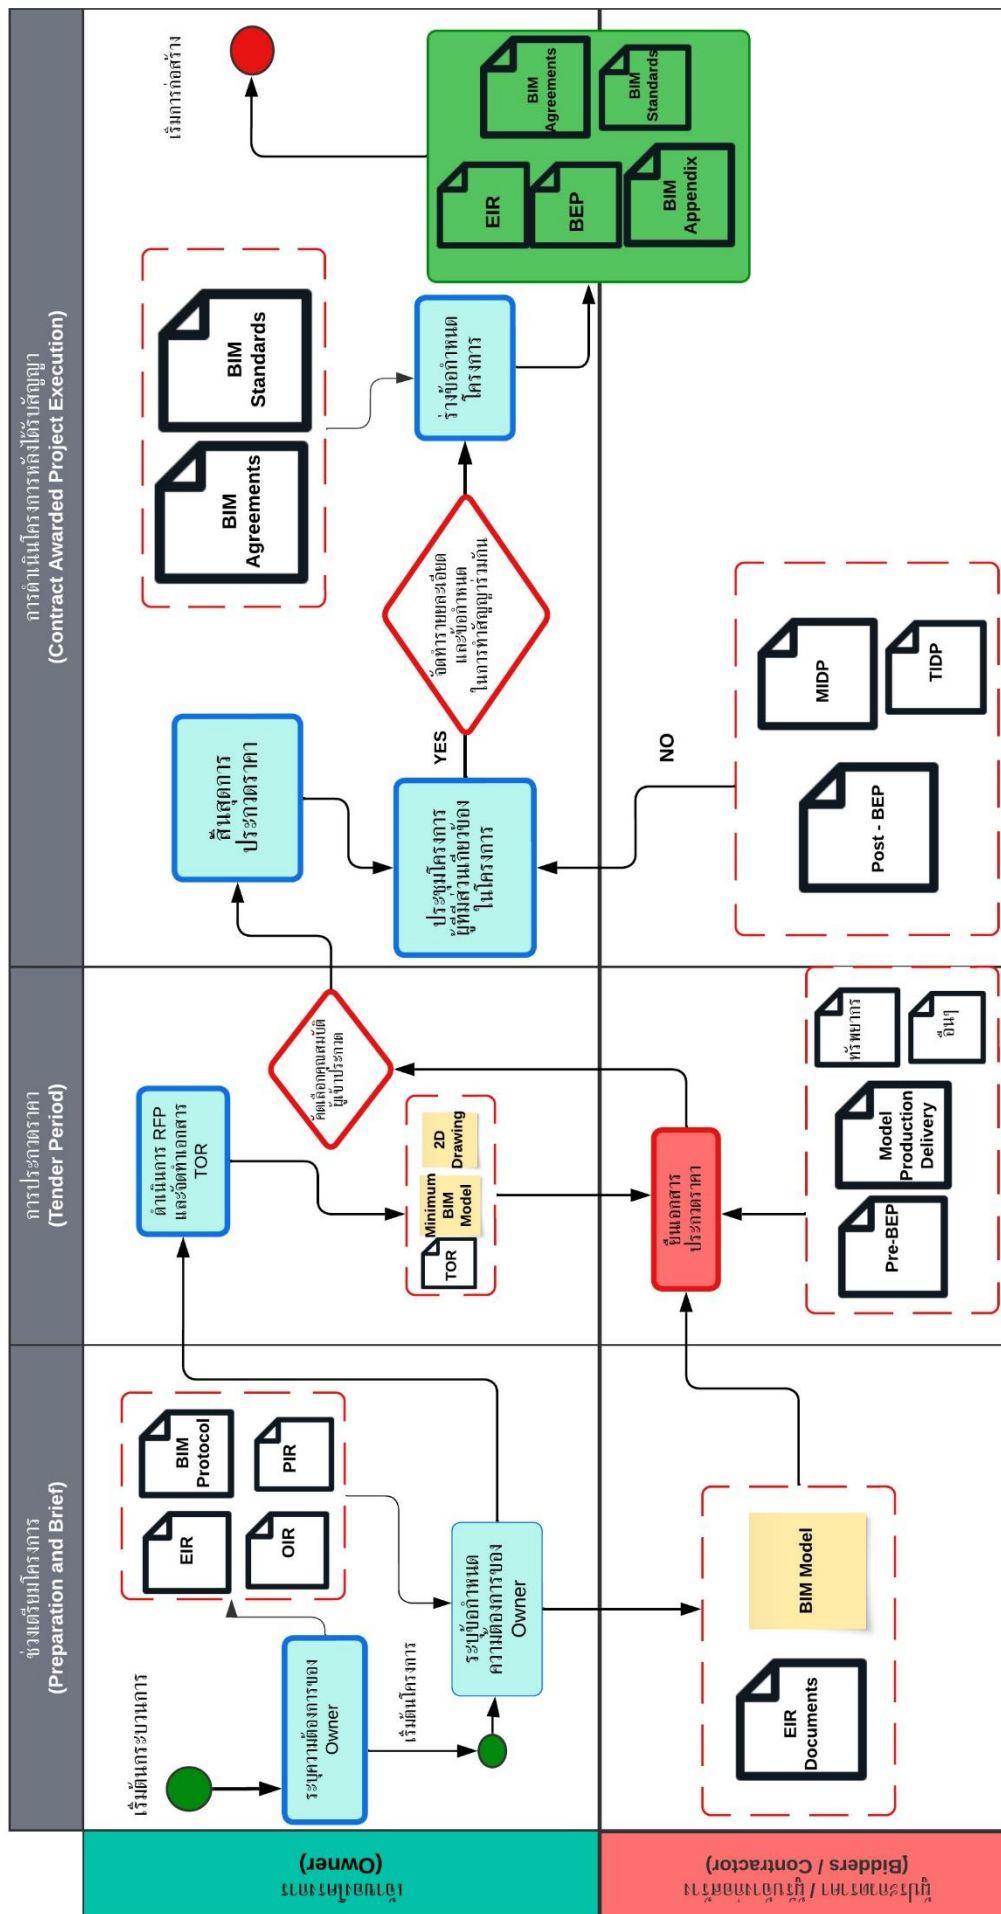 ช่วงเตรียมโครงการ
(Preparation and Brief)
การประกวดราคา
(Tender Period)
การดำเนินโครงการหลังได้รับสัญญา
(Contract Awarded Project Execution)
เจ้าของโครงการ
(Owner)
เริ่มต้นกระบวนการ
ระบุความต้องการของ
Owner
เริ่มต้นโครงการ
EIR
BIM
Protocol
OIR
PIR
ระบุข้อกำหนด
ความต้องการของ
Owner
ดำเนินการ RFP
และจัดทำเอกสาร
TOR
TOR
Minimum
BIM
Model
2D
Drawing
คัดเลือกคุณสมบัติ
ผู้เข้าประกวด
สิ้นสุดการ
ประกวดราคา
ประชุมโครงการ
ผู้ที่มีส่วนเกี่ยวข้อง
ในโครงการ
YES
จัดทำรายละเอียด
และข้อกำหนด
ในการทำสัญญาร่วมกัน
BIM
Agreements
BIM
Standards
ร่างข้อกำหนด
โครงการ
EIR
BIM
Agreements
BEP
BIM
Standards
BIM
Appendix
เริ่มการก่อสร้าง
ผู้ประกวดราคา / ผู้รับจ้างก่อสร้าง
(Bidders / Contractor)
EIR
Documents
BIM Model
ยื่นเอกสาร
ประกวดราคา
Pre-BEP
Model
Production
Delivery
ทรัพยากร
อื่นๆ
NO
Post - BEP
MIDP
TIDP